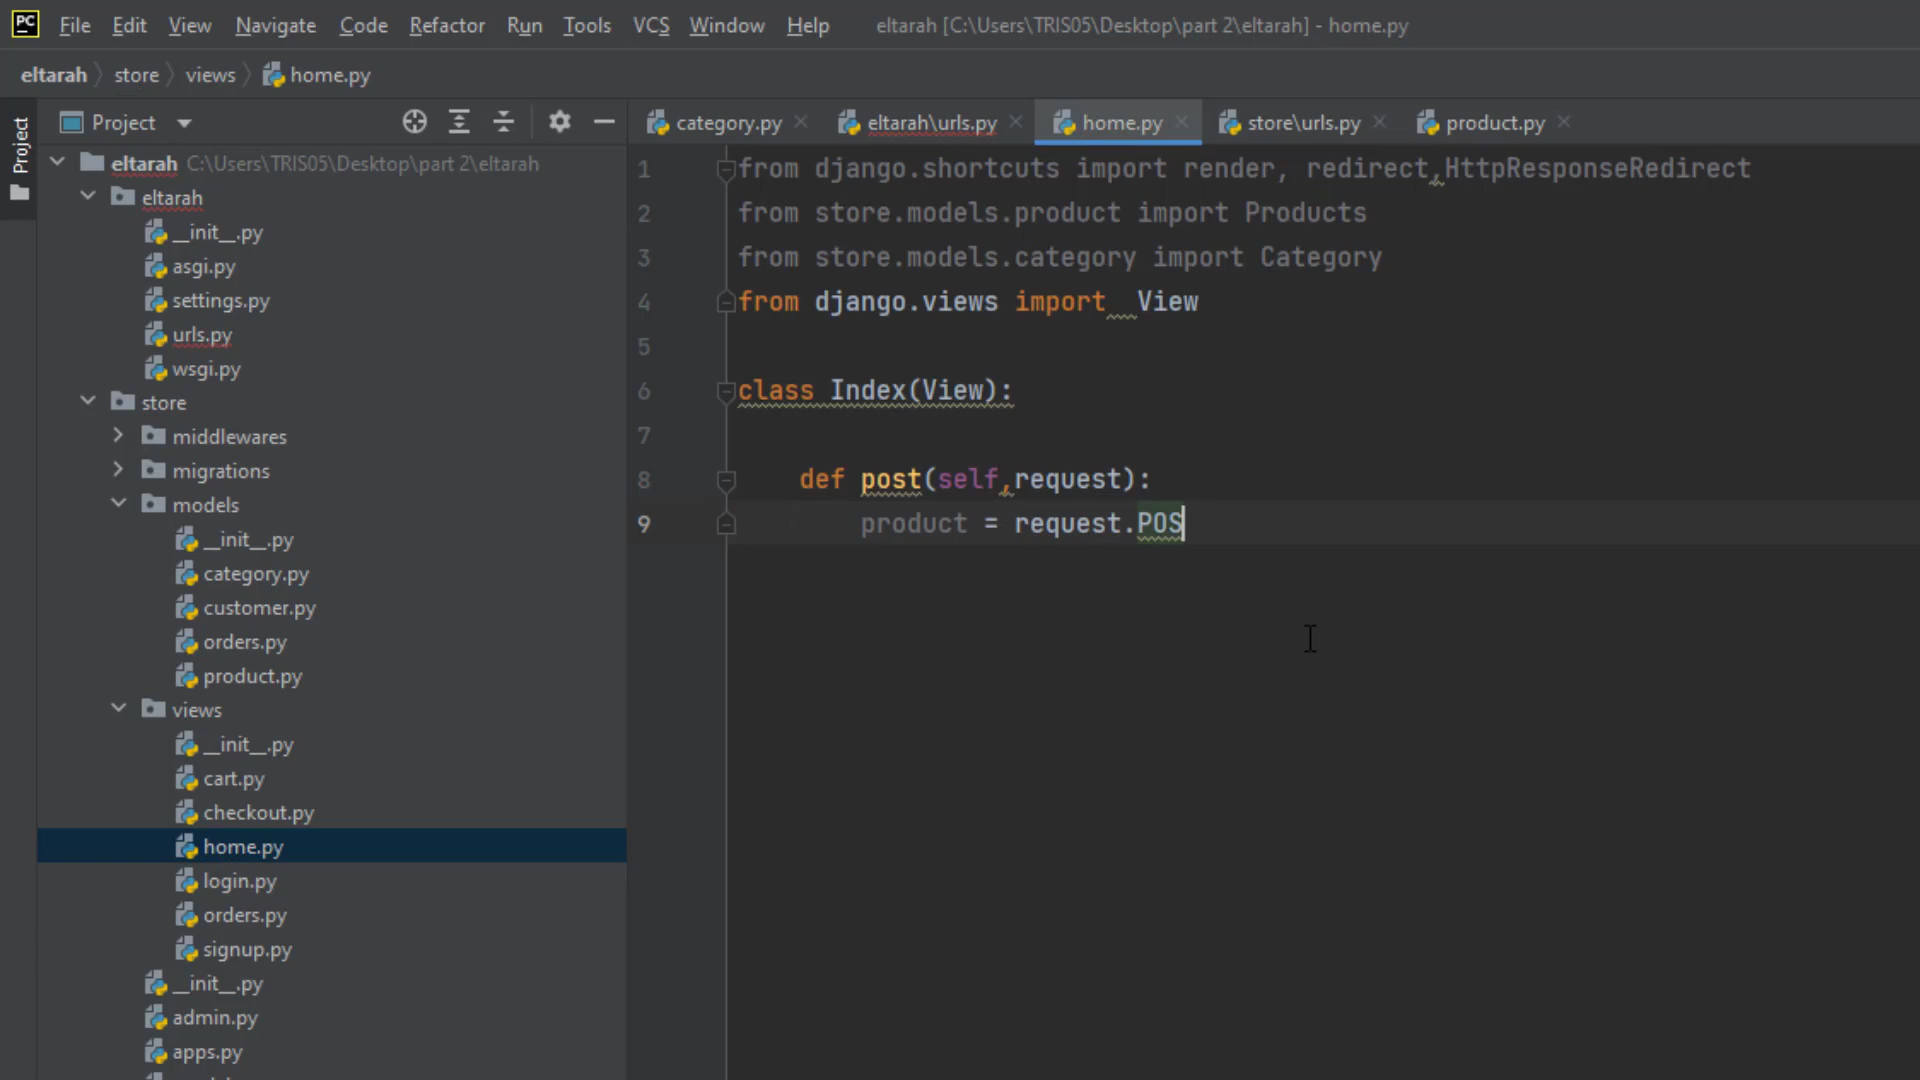 PC File Edit View Navigate Code Refactor Run Tools VCS Window Help eltarah [C:\Users\TRIS05\Desktop\part 2\eltarah] - home.py
eltarah store views home.py
Project
Project
category.py eltarah\urls.py home.py store\urls.py product.py
eltarah C:\Users\TRIS05\Desktop\part 2\eltarah
eltarah
__init__.py
asgi.py
settings.py
urls.py
wsgi.py
store
middlewares
migrations
models
__init__.py
category.py
customer.py
orders.py
product.py
views
__init__.py
cart.py
checkout.py
home.py
login.py
orders.py
signup.py
__init__.py
admin.py
apps.py
1 from django.shortcuts import render, redirect,HttpResponseRedirect
2 from store.models.product import Products
3 from store.models.category import Category
4 from django.views import  View
5
6 class Index(View):
7
8     def post(self,request):
9         product = request.POS